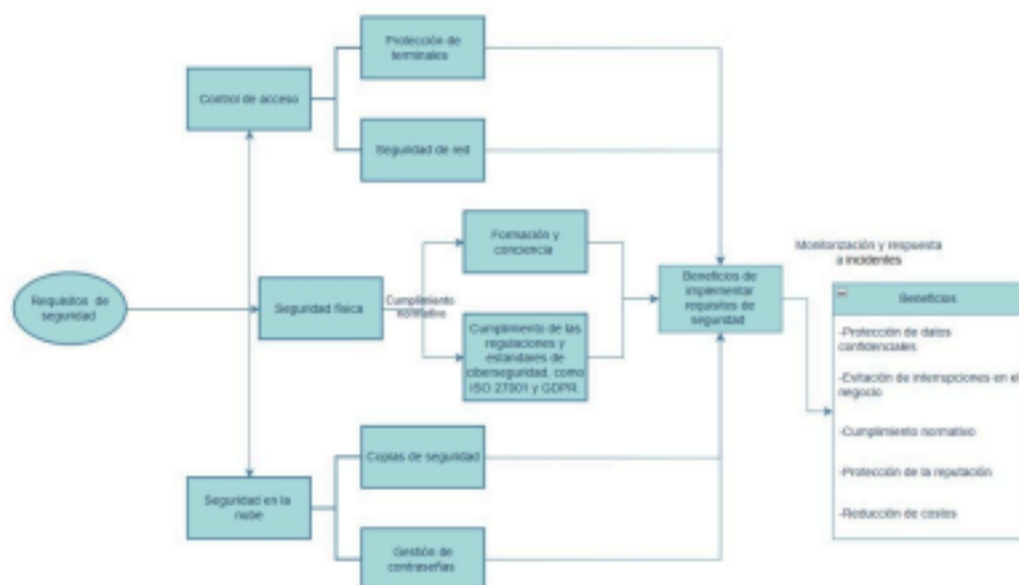 Protección de
terminales
Control de acceso
Seguridad de red
Formación y
conciencia
Monitorización y respuesta
a incidentes
Requisitos de
seguridad
Seguridad física
Cumplimiento
normativo
Cumplimiento de las
regulaciones y
estándares de
ciberseguridad, como
ISO 27001 y GDPR.
Beneficios de
implementar
requisitos de
seguridad
Beneficios
-Protección de datos
confidenciales
-Evitación de interrupciones en el
negocio
-Cumplimiento normativo
-Protección de la reputación
-Reducción de costes
Copias de seguridad
Seguridad en la
nube
Gestión de
contraseñas